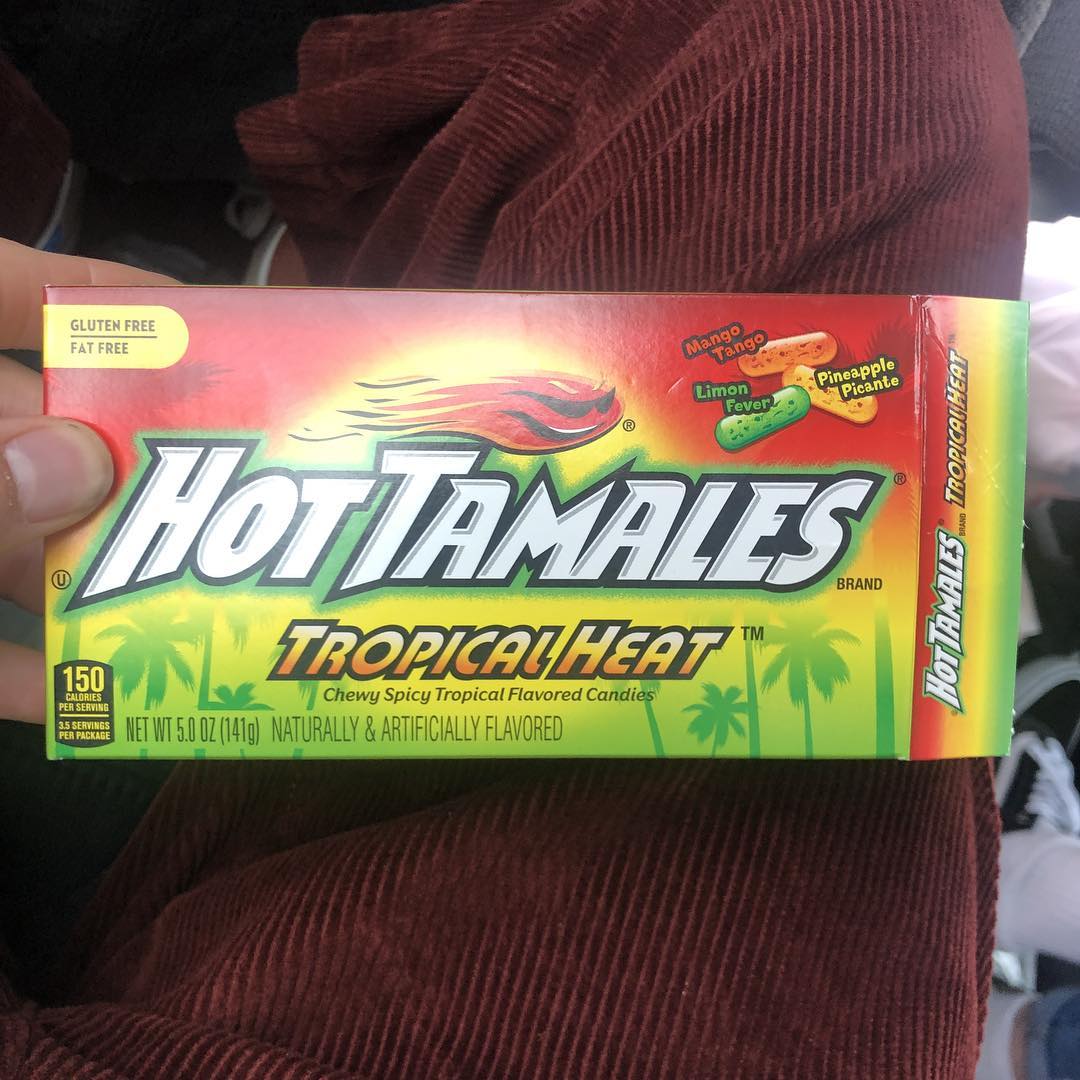 GLUTEN FREE
FAT FREE
Mango
Tango
Pineapple
Picante
Limon
Fever
®
HOT TAMALES®
BRAND
U
TROPICAL HEAT™
Chewy Spicy Tropical Flavored Candies
150
CALORIES
PER SERVING
3.5 SERVINGS
PER PACKAGE
NET WT 5.0 OZ (141g) NATURALLY & ARTIFICIALLY FLAVORED
HOT TAMALES® BRAND TROPICAL HEAT™